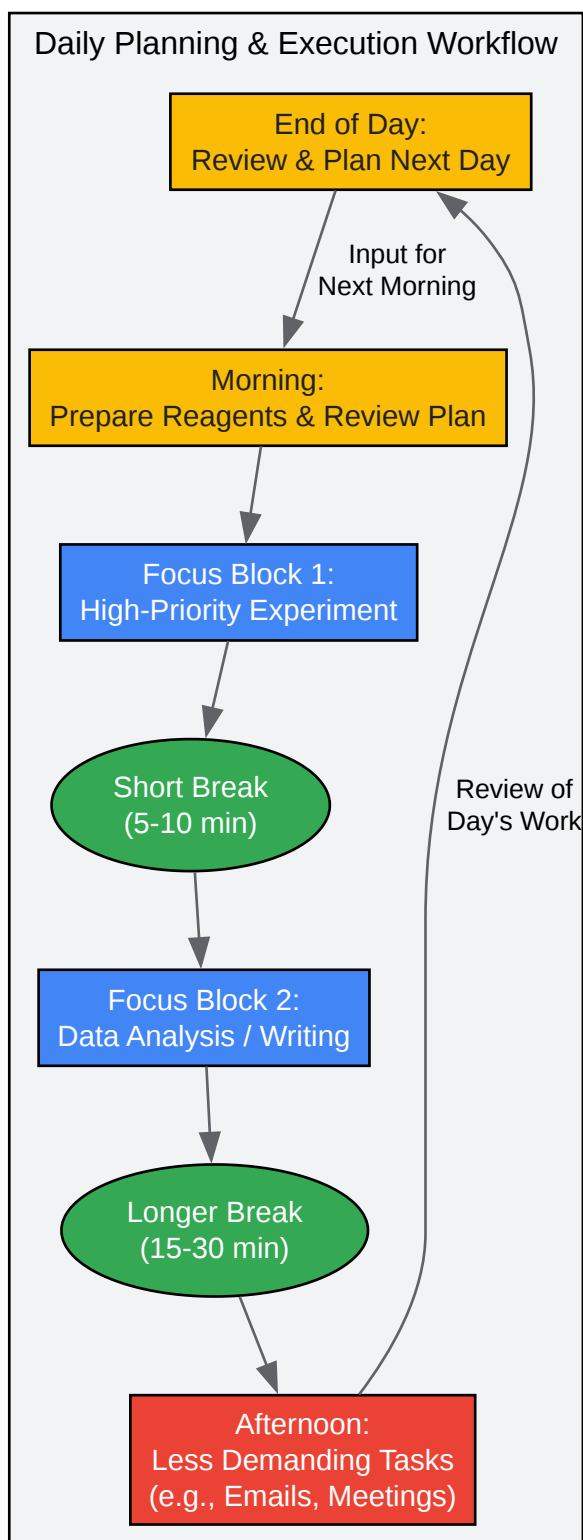 Daily Planning & Execution Workflow
End of Day:
Review & Plan Next Day
Input for
Next Morning
Morning:
Prepare Reagents & Review Plan
Focus Block 1:
High-Priority Experiment
Short Break
(5-10 min)
Review of
Day's Work
Focus Block 2:
Data Analysis / Writing
Longer Break
(15-30 min)
Afternoon:
Less Demanding Tasks
(e.g., Emails, Meetings)